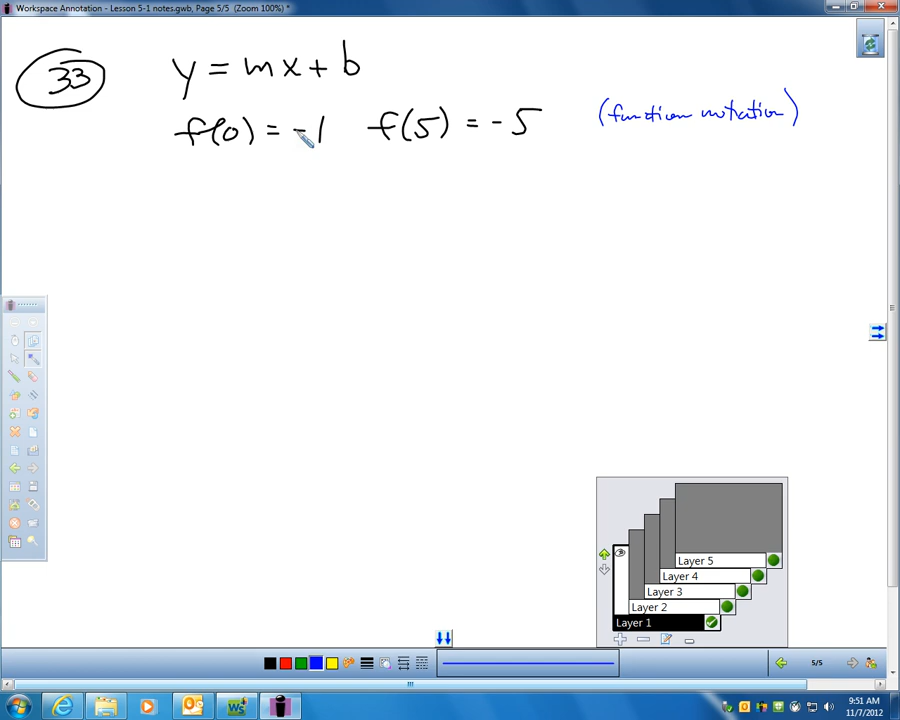 Workspace Annotation - Lesson 5-1 notes.gwb, Page 5/5 (Zoom 100%) *
33 y = mx + b
f(0) = -1 f(5) = -5 (function notation)
Layer 5
Layer 4
Layer 3
Layer 2
Layer 1
5/5
9:51 AM
11/7/2012